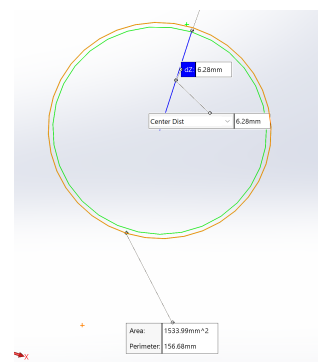 dZ: 6.28mm
Center Dist 6.28mm
Area: 1533.99mm^2
Perimeter: 156.68mm
X